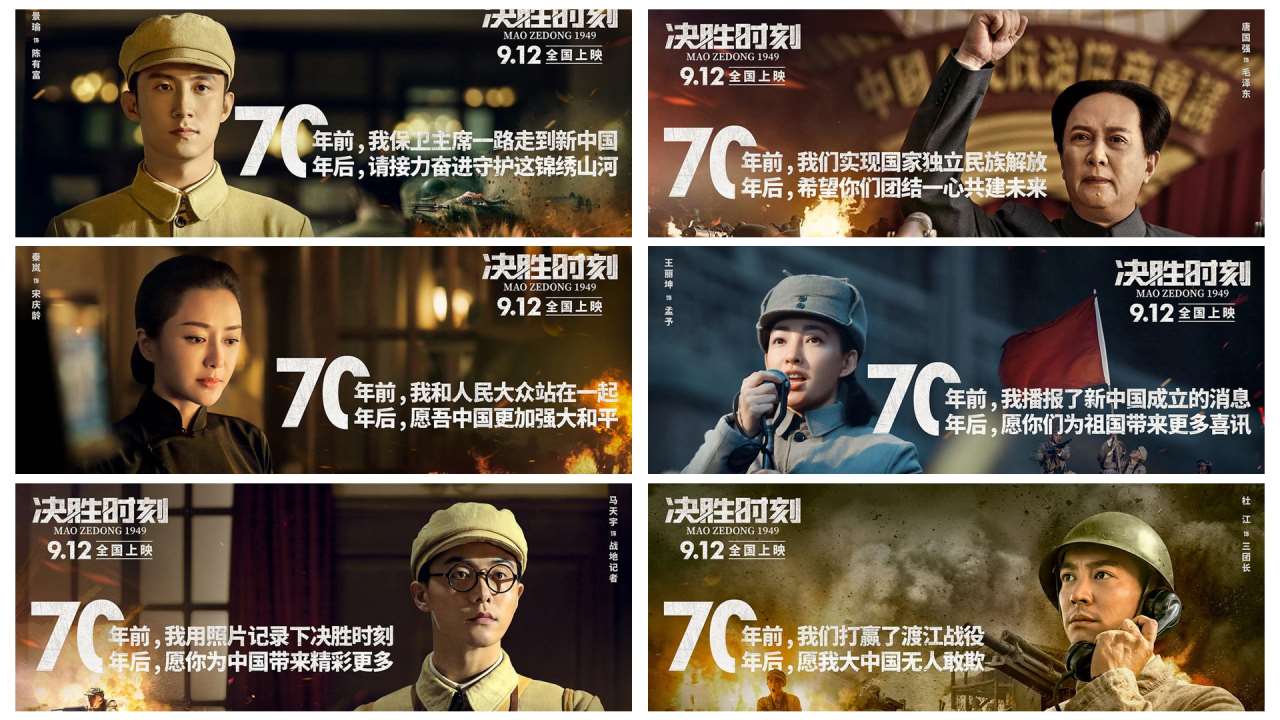 景瑜 饰 陈有富
决胜时刻
MAO ZEDONG 1949
9.12 全国上映
70年前，我保卫主席一路走到新中国
年后，请接力奋进守护这锦绣山河
决胜时刻
MAO ZEDONG 1949
9.12 全国上映
唐国强 饰 毛泽东
70年前，我们实现国家独立民族解放
年后，希望你们团结一心共建未来
秦岚 饰 宋庆龄
决胜时刻
MAO ZEDONG 1949
9.12 全国上映
70年前，我和人民大众站在一起
年后，愿吾中国更加强大和平
王丽坤 饰 孟予
决胜时刻
MAO ZEDONG 1949
9.12 全国上映
70年前，我播报了新中国成立的消息
年后，愿你们为祖国带来更多喜讯
决胜时刻
MAO ZEDONG 1949
9.12 全国上映
马天宇 饰 战地记者
70年前，我用照片记录下决胜时刻
年后，愿你为中国带来精彩更多
决胜时刻
MAO ZEDONG 1949
9.12 全国上映
杜江 饰 三团长
70年前，我们打赢了渡江战役
年后，愿我大中国无人敢欺